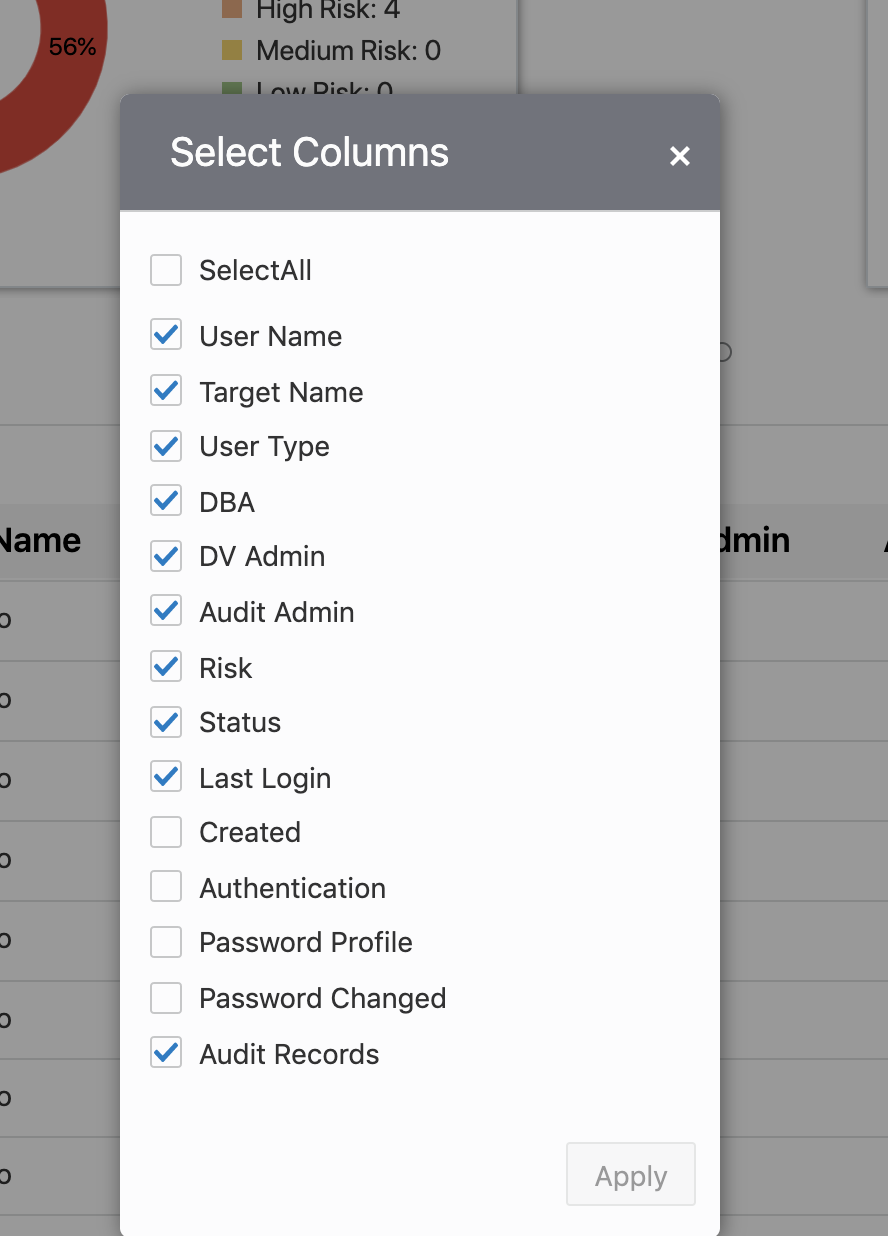 High Risk: 4
56%
Medium Risk: 0
Low Risk: 0
Select Columns
SelectAll
User Name
Target Name
User Type
DBA
Name
dmin
DV Admin
Audit Admin
Risk
Status
Last Login
Created
Authentication
Password Profile
Password Changed
Audit Records
Apply